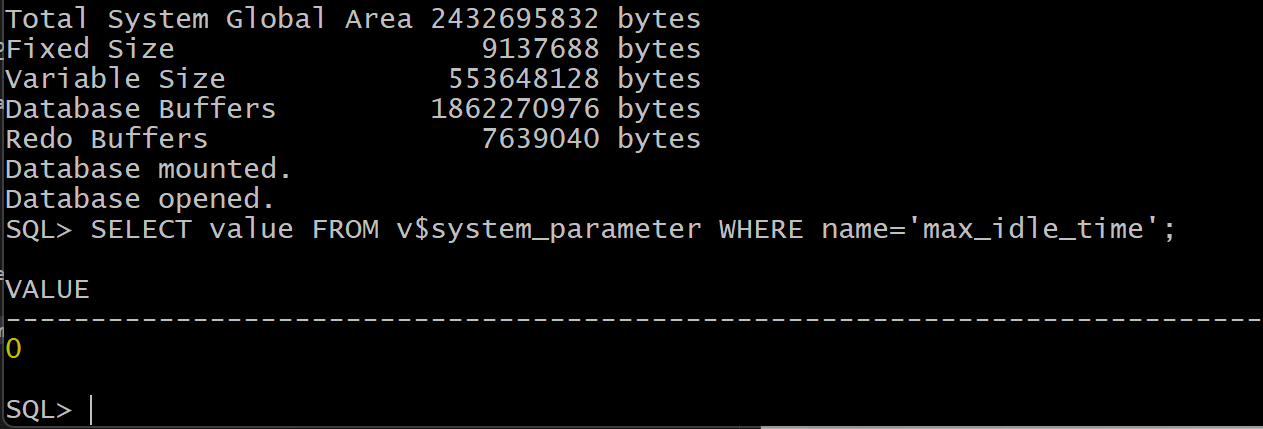 Total System Global Area 2432695832 bytes
Fixed Size                  9137688 bytes
Variable Size             553648128 bytes
Database Buffers         1862270976 bytes
Redo Buffers                7639040 bytes
Database mounted.
Database opened.
SQL> SELECT value FROM v$system_parameter WHERE name='max_idle_time';

VALUE
--------------------------------------------------------------------------
0

SQL>